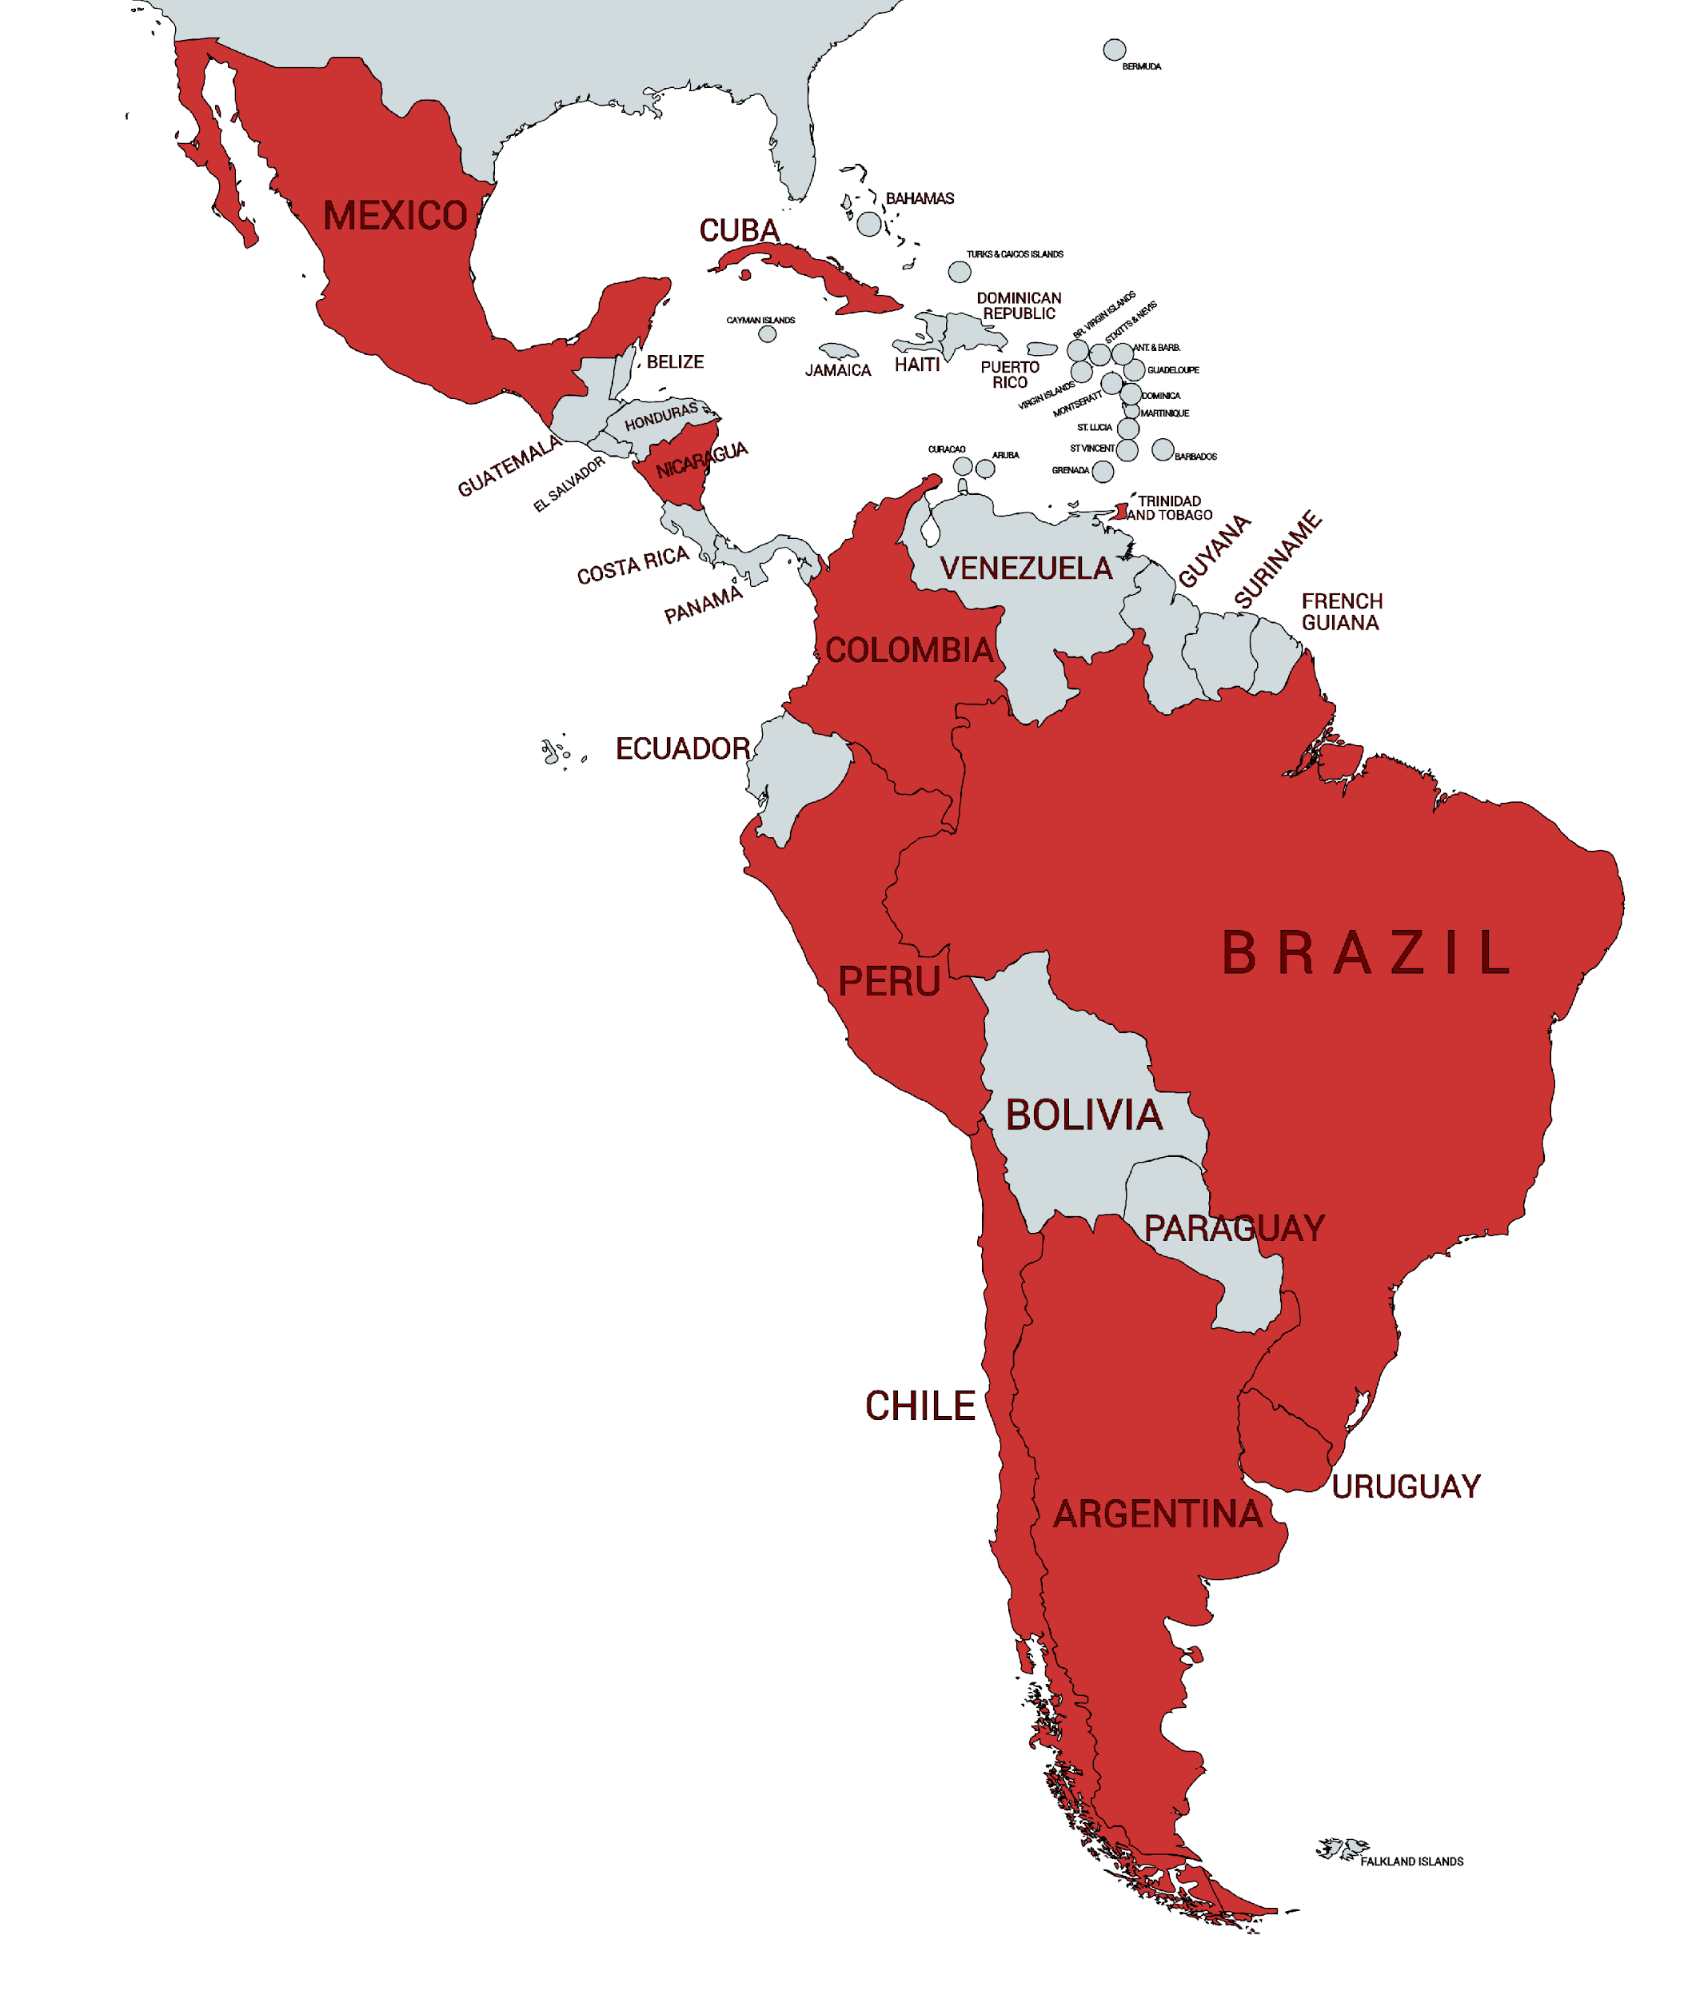 BERMUDA
BAHAMAS
MEXICO
CUBA
TURKS & CAICOS ISLANDS
DOMINICAN
REPUBLIC
CAYMAN ISLANDS
BR. VIRGIN ISLANDS
ST.KITTS & NEVIS
ANT. & BARB.
BELIZE
JAMAICA
HAITI
PUERTO
RICO
GUADELOUPE
VIRGIN ISLANDS
MONTSERATT
DOMINICA
MARTINIQUE
HONDURAS
ST. LUCIA
GUATEMALA
EL SALVADOR
NICARAGUA
CURACAO
ARUBA
ST VINCENT
BARBADOS
GRENADA
TRINIDAD
AND TOBAGO
COSTA RICA
PANAMÁ
VENEZUELA
GUYANA
SURINAME
FRENCH
GUIANA
COLOMBIA
ECUADOR
BRAZIL
PERU
BOLIVIA
PARAGUAY
CHILE
URUGUAY
ARGENTINA
FALKLAND ISLANDS